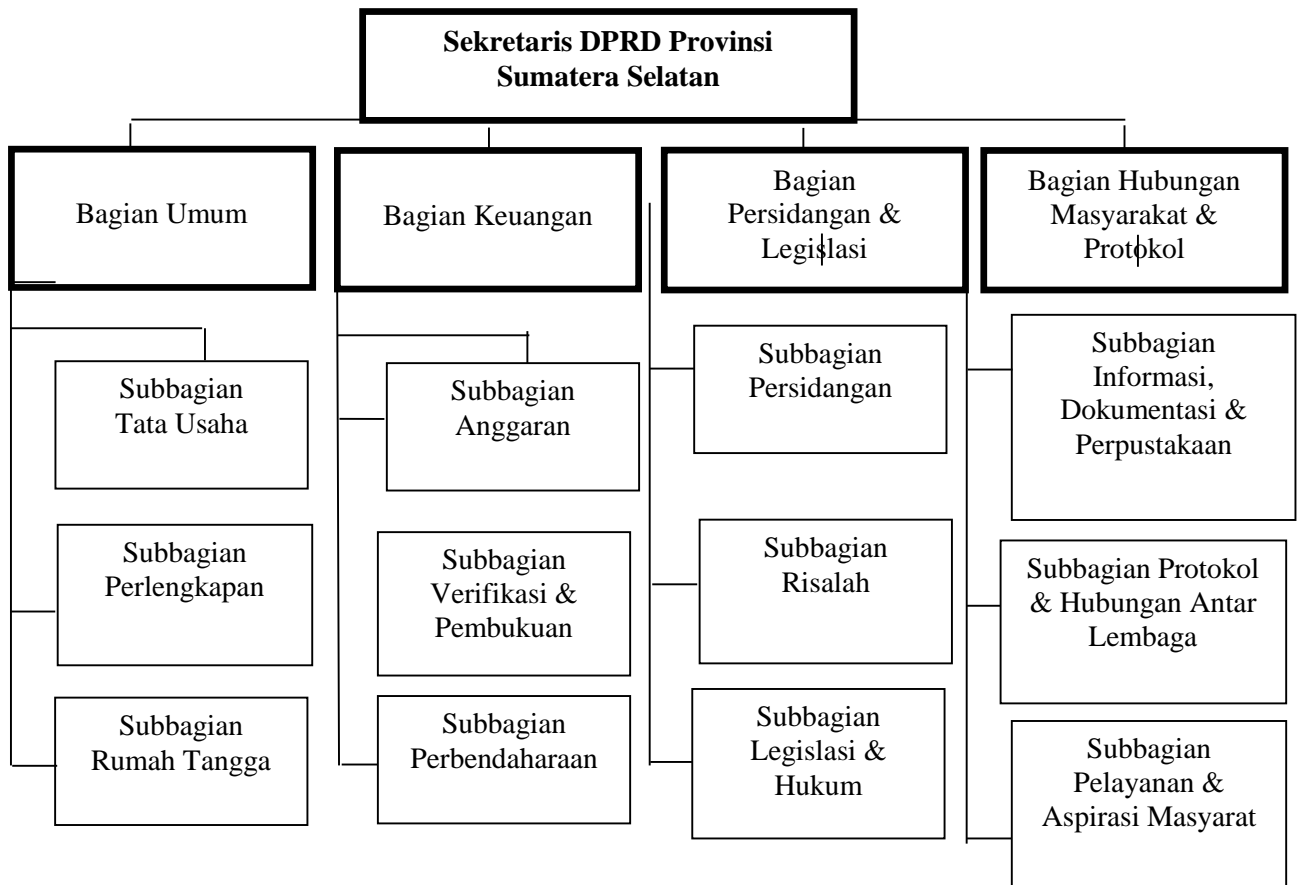 Sekretaris DPRD Provinsi
Sumatera Selatan
Bagian Umum
Bagian Keuangan
Bagian
Persidangan &
Legislasi
Bagian Hubungan
Masyarakat &
Protokol
Subbagian
Tata Usaha
Subbagian
Anggaran
Subbagian
Persidangan
Subbagian
Informasi,
Dokumentasi &
Perpustakaan
Subbagian
Perlengkapan
Subbagian
Verifikasi &
Pembukuan
Subbagian
Risalah
Subbagian Protokol
& Hubungan Antar
Lembaga
Subbagian
Rumah Tangga
Subbagian
Perbendaharaan
Subbagian
Legislasi &
Hukum
Subbagian
Pelayanan &
Aspirasi Masyarat